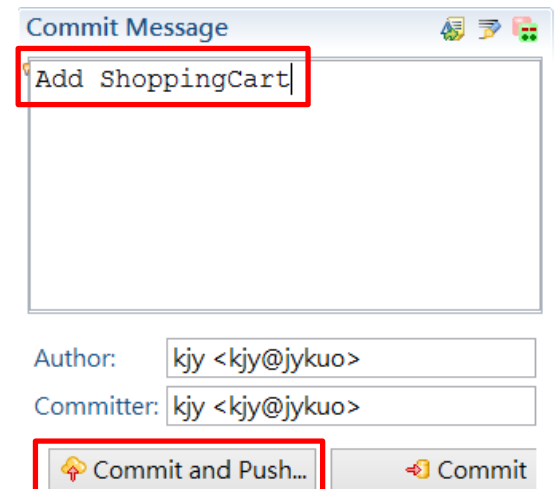 Commit Message
Add ShoppingCart
Author: kjy <kjy@jykuo>
Committer: kjy <kjy@jykuo>
Commit and Push... Commit